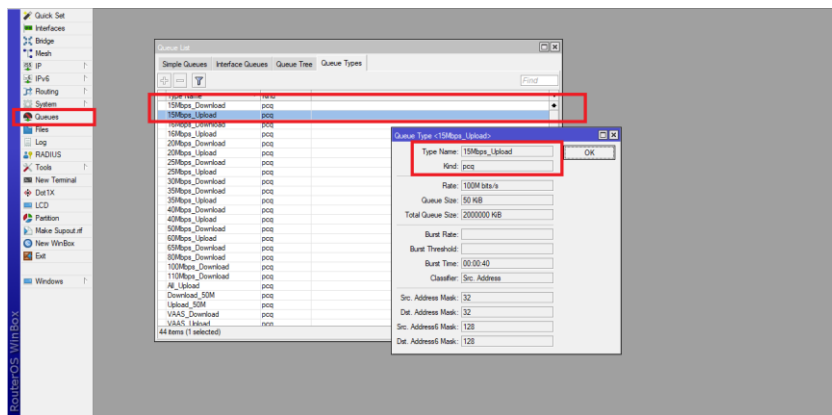 Quick Set
Interfaces
Bridge
Mesh
IP
IPv6
Routing
System
Queues
Files
Log
RADIUS
Tools
New Terminal
Dot1X
LCD
Partition
Make Supout.rif
New WinBox
Exit
Windows
RouterOS WinBox
Queue List
Simple Queues Interface Queues Queue Tree Queue Types
Find
Type Name Kind
15Mbps_Download pcq
15Mbps_Upload pcq
16Mbps_Download pcq
16Mbps_Upload pcq
20Mbps_Download pcq
20Mbps_Upload pcq
25Mbps_Download pcq
25Mbps_Upload pcq
30Mbps_Download pcq
35Mbps_Download pcq
35Mbps_Upload pcq
40Mbps_Download pcq
40Mbps_Upload pcq
50Mbps_Download pcq
60Mbps_Upload pcq
65Mbps_Download pcq
80Mbps_Download pcq
100Mbps_Download pcq
110Mbps_Download pcq
All_Upload pcq
Download_50M pcq
Upload_50M pcq
VAAS_Download pcq
VAAS_Upload pcq
44 items (1 selected)
Queue Type <15Mbps_Upload>
Type Name: 15Mbps_Upload
OK
Kind: pcq
Rate: 100M bits/s
Queue Size: 50 KiB
Total Queue Size: 2000000 KiB
Burst Rate:
Burst Threshold:
Burst Time: 00:00:40
Classifier: Src. Address
Src. Address Mask: 32
Dst. Address Mask: 32
Src. Address6 Mask: 128
Dst. Address6 Mask: 128